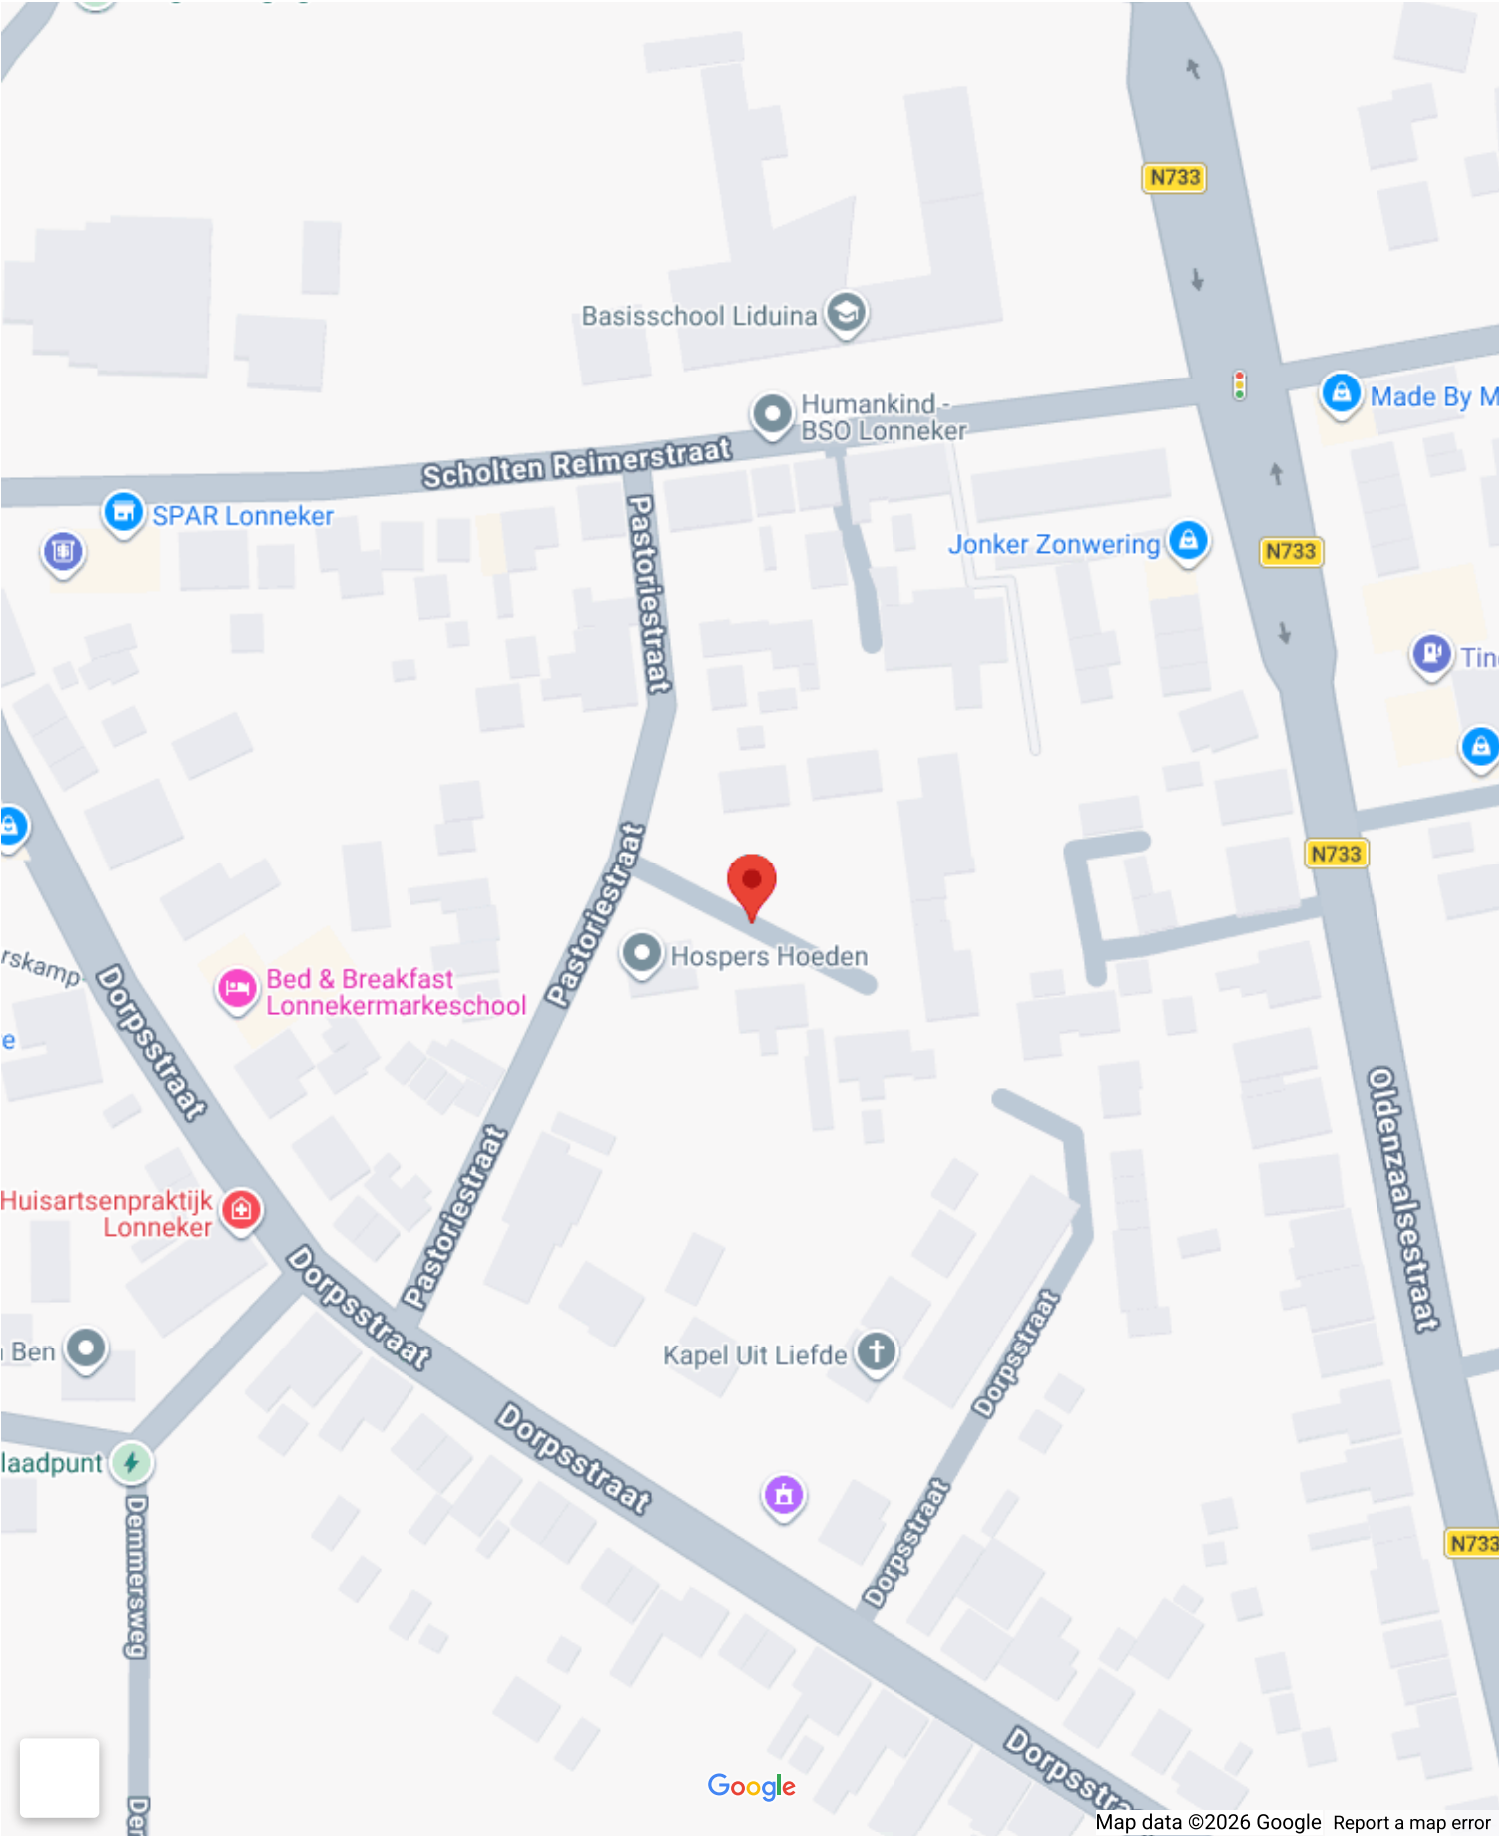 N733
Basisschool Liduina
Humankind -
BSO Lonneker
Made By M
Scholten Reimerstraat
SPAR Lonneker
Pastoriestraat
Jonker Zonwering
N733
Tin
Pastoriestraat
N733
Hospers Hoeden
rskamp
Bed & Breakfast
Lonnekermarkeschool
Dorpsstraat
e
Oldenzaalsestraat
Pastoriestraat
Huisartsenpraktijk
Lonneker
Dorpsstraat
Ben
Kapel Uit Liefde
Dorpsstraat
laadpunt
Dorpsstraat
Dorpsstraat
Demmersweg
N733
Dorpsstra
Der
Google
Map data ©2026 Google
Report a map error